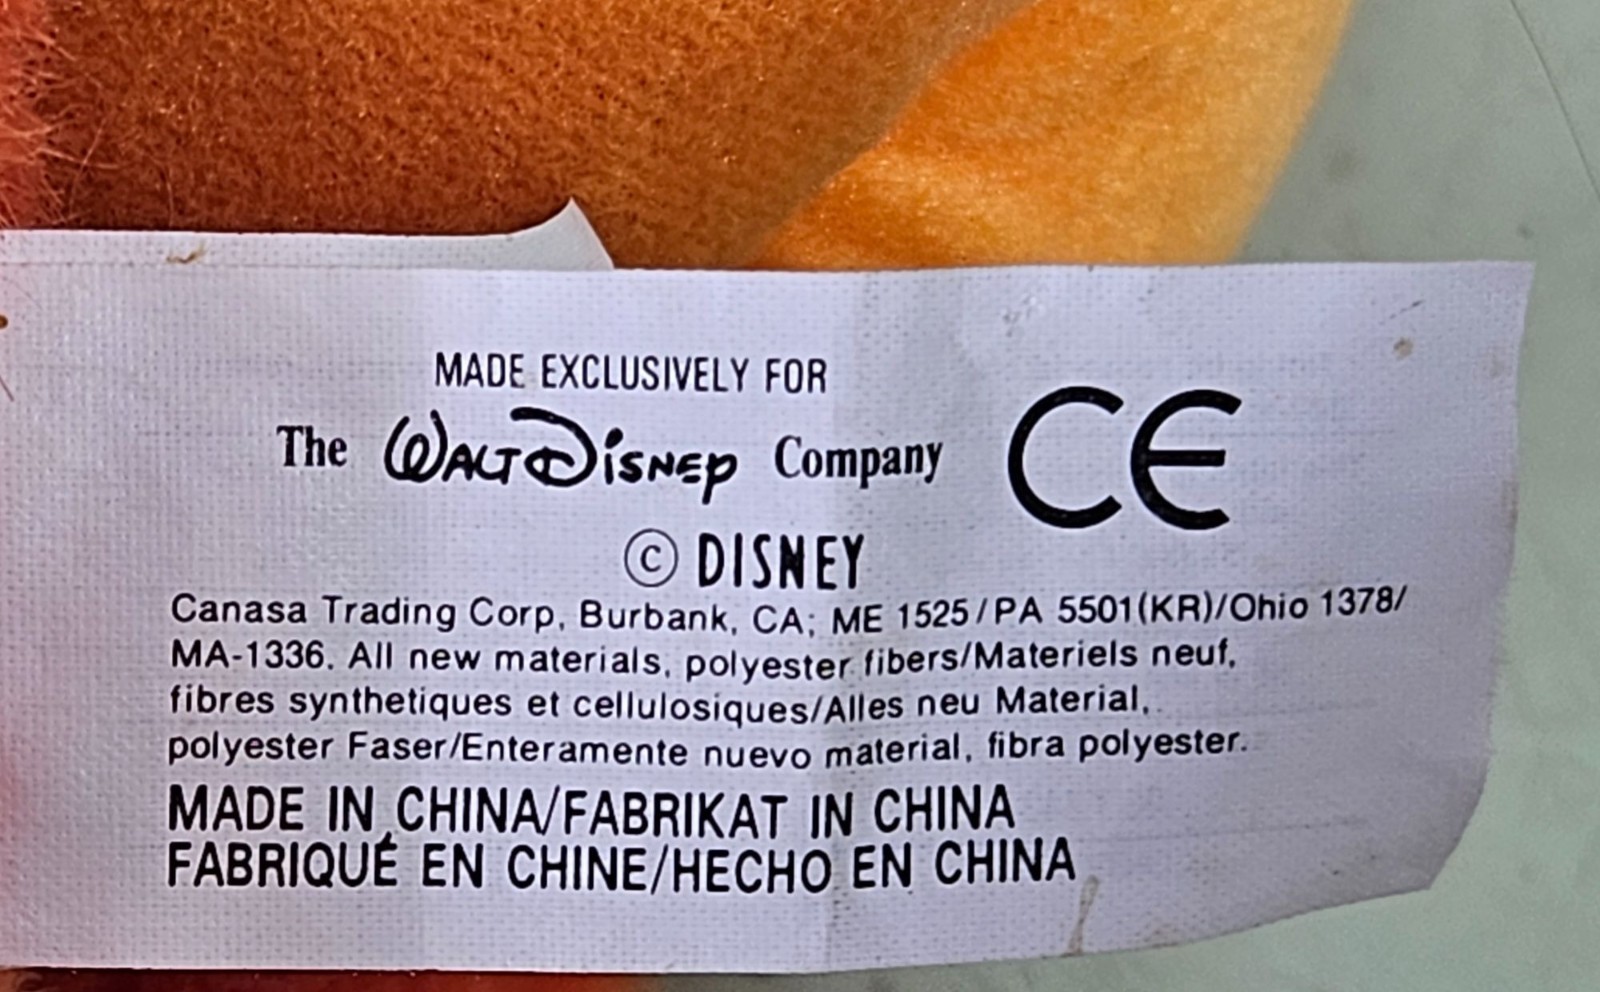 MADE EXCLUSIVELY FOR
The Walt Disney Company CE
© DISNEY
Canasa Trading Corp, Burbank, CA; ME 1525/PA 5501(KR)/Ohio 1378/
MA-1336. All new materials, polyester fibers/Materiels neuf,
fibres synthetiques et cellulosiques/Alles neu Material,
polyester Faser/Enteramente nuevo material, fibra polyester.
MADE IN CHINA/FABRIKAT IN CHINA
FABRIQUÉ EN CHINE/HECHO EN CHINA